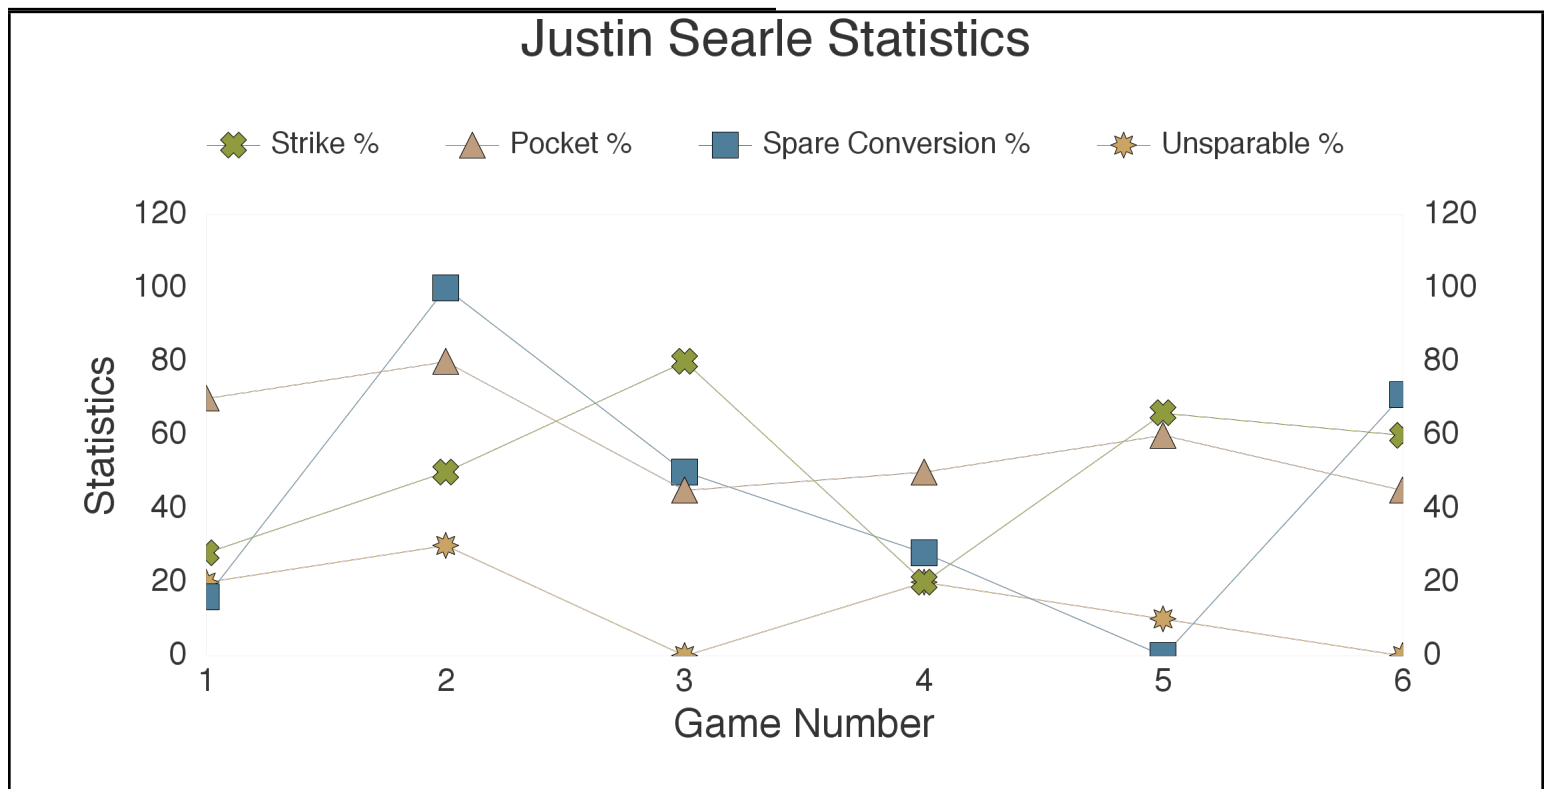 Justin Searle Statistics
Strike % Pocket % Spare Conversion % Unsparable %
120 120
100 100
80 80
60 60
40 40
20 20
0 0
Statistics
1 2 3 4 5 6
Game Number